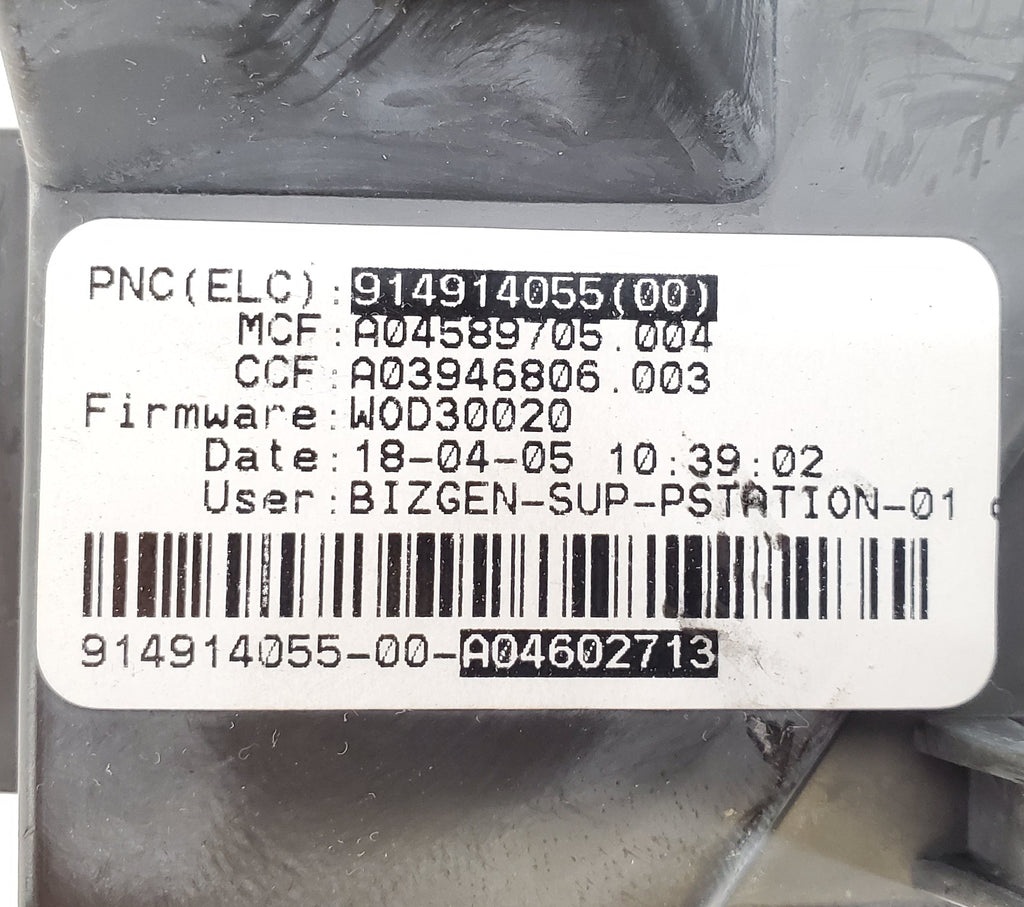 PNC(ELC):914914055(00)
MCF:A04589705.004
CCF:A03946806.003
Firmware:WOD30020
Date:18-04-05 10:39:02
User:BIZGEN-SUP-PSTATION-01
914914055-00-A04602713